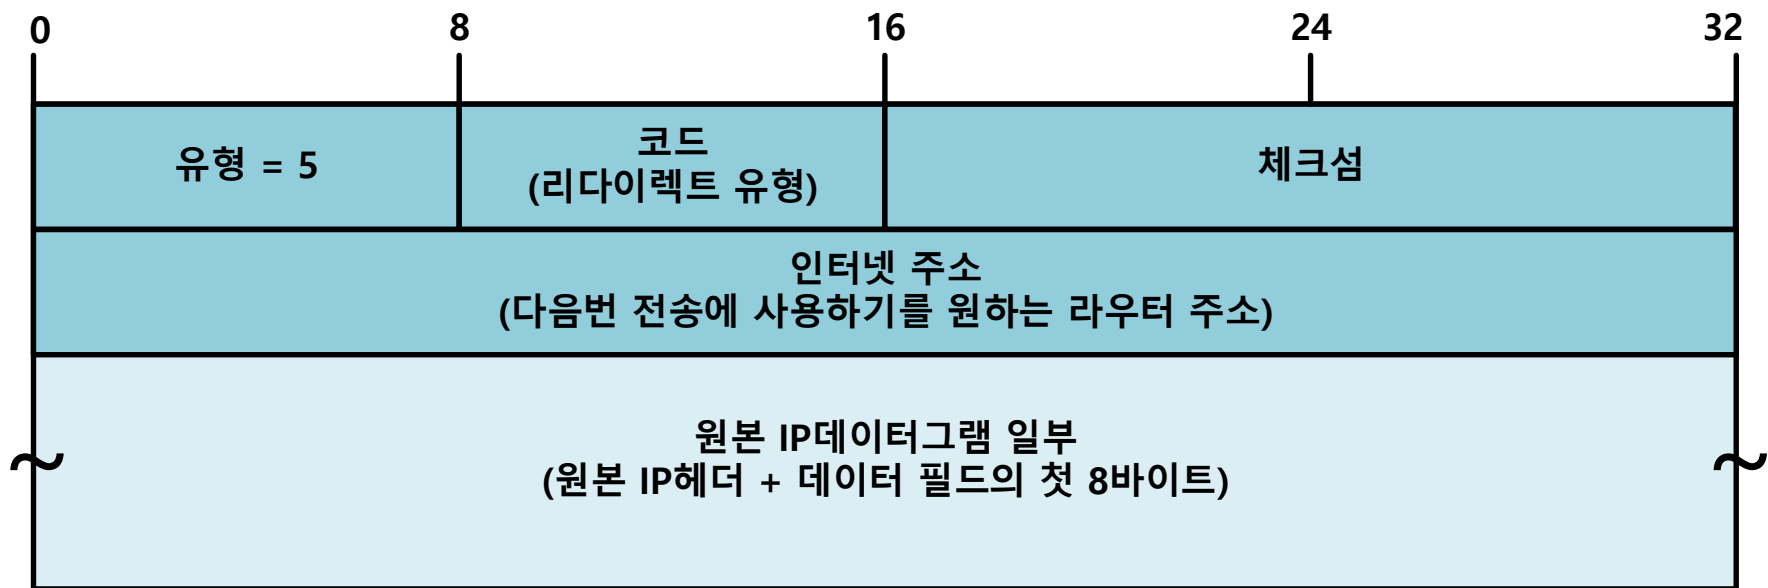 0 8 16 24 32
유형 = 5
코드
(리다이렉트 유형)
체크섬
인터넷 주소
(다음번 전송에 사용하기를 원하는 라우터 주소)
원본 IP데이터그램 일부
(원본 IP헤더 + 데이터 필드의 첫 8바이트)
~ ~